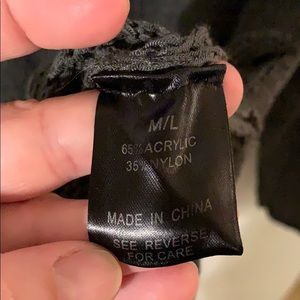 M/L
65% ACRYLIC
35% NYLON
MADE IN CHINA
SEE REVERSE
FOR CARE